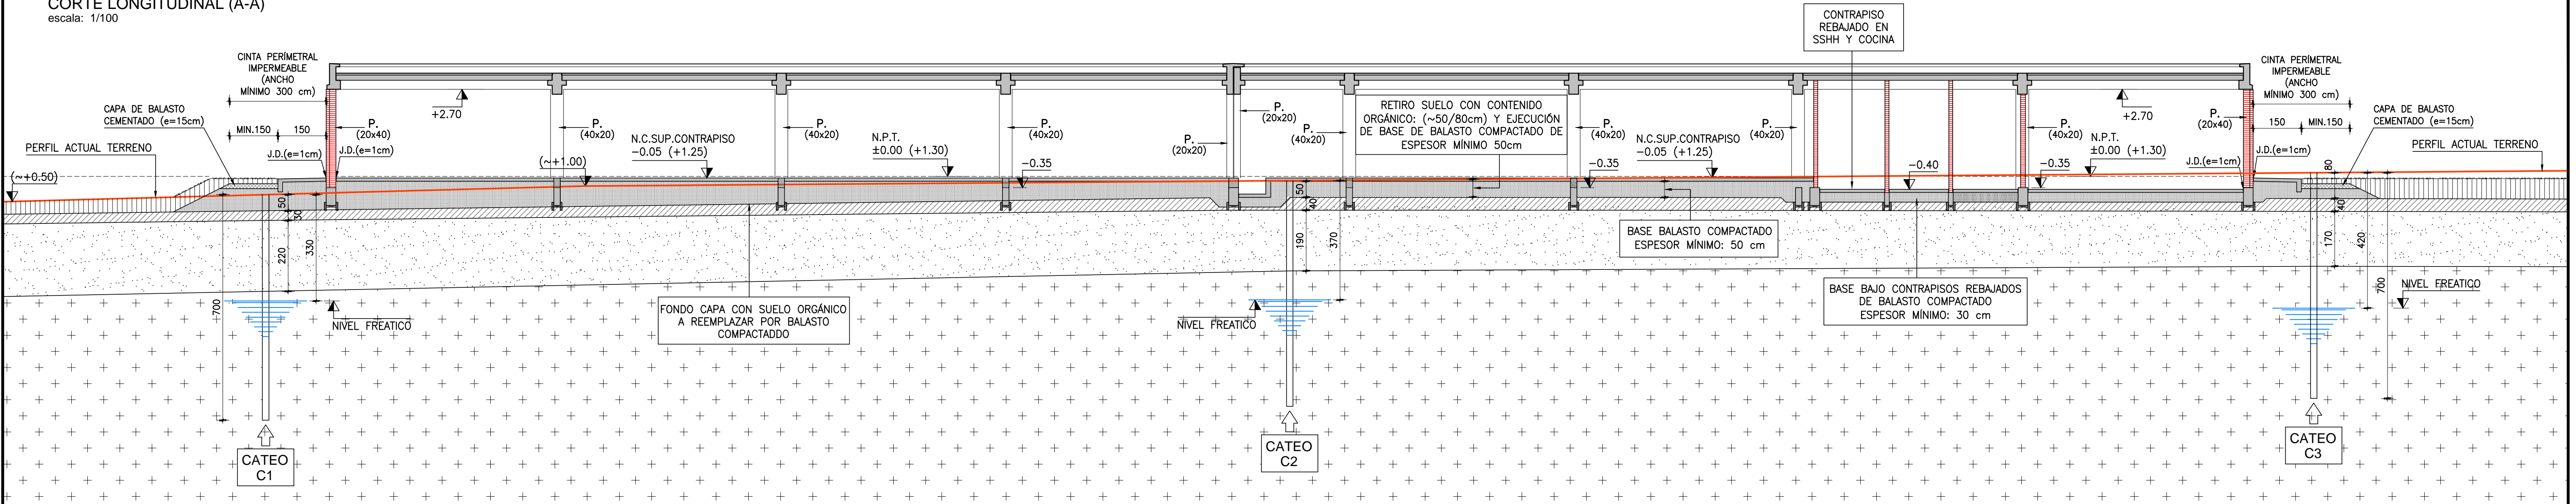 CORTE LONGITUDINAL (A-A)
escala: 1/100
CINTA PERÍMETRAL
IMPERMEABLE
(ANCHO
MÍNIMO 300 cm)
CAPA DE BALASTO
CEMENTADO (e=15cm)
MIN.150
150
PERFIL ACTUAL TERRENO
J.D.(e=1cm)
J.D.(e=1cm)
(~+0.50)
P.
(20x40)
+2.70
P.
(40x20)
(~+1.00)
N.C.SUP.CONTRAPISO
-0.05 (+1.25)
P.
(40x20)
N.P.T.
±0.00 (+1.30)
P.
(40x20)
-0.35
P.
(20x20)
P.
(20x20)
P.
(40x20)
RETIRO SUELO CON CONTENIDO
ORGÁNICO: (~50/80cm) Y EJECUCIÓN
DE BASE DE BALASTO COMPACTADO DE
ESPESOR MÍNIMO 50cm
P.
(40x20)
-0.35
N.C.SUP.CONTRAPISO
-0.05 (+1.25)
P.
(40x20)
CONTRAPISO
REBAJADO EN
SSHH Y COCINA
-0.40
-0.35
P.
(40x20)
+2.70
N.P.T.
±0.00 (+1.30)
P.
(20x40)
J.D.(e=1cm)
J.D.(e=1cm)
CINTA PERÍMETRAL
IMPERMEABLE
(ANCHO
MÍNIMO 300 cm)
150
MIN.150
CAPA DE BALASTO
CEMENTADO (e=15cm)
PERFIL ACTUAL TERRENO
50
30
220
330
700
NIVEL FREATICO
CATEO
C1
FONDO CAPA CON SUELO ORGÁNICO
A REEMPLAZAR POR BALASTO
COMPACTADDO
50
40
190
370
NIVEL FREATICO
CATEO
C2
BASE BALASTO COMPACTADO
ESPESOR MÍNIMO: 50 cm
BASE BAJO CONTRAPISOS REBAJADOS
DE BALASTO COMPACTADO
ESPESOR MÍNIMO: 30 cm
80
40
170
420
700
NIVEL FREATICO
CATEO
C3